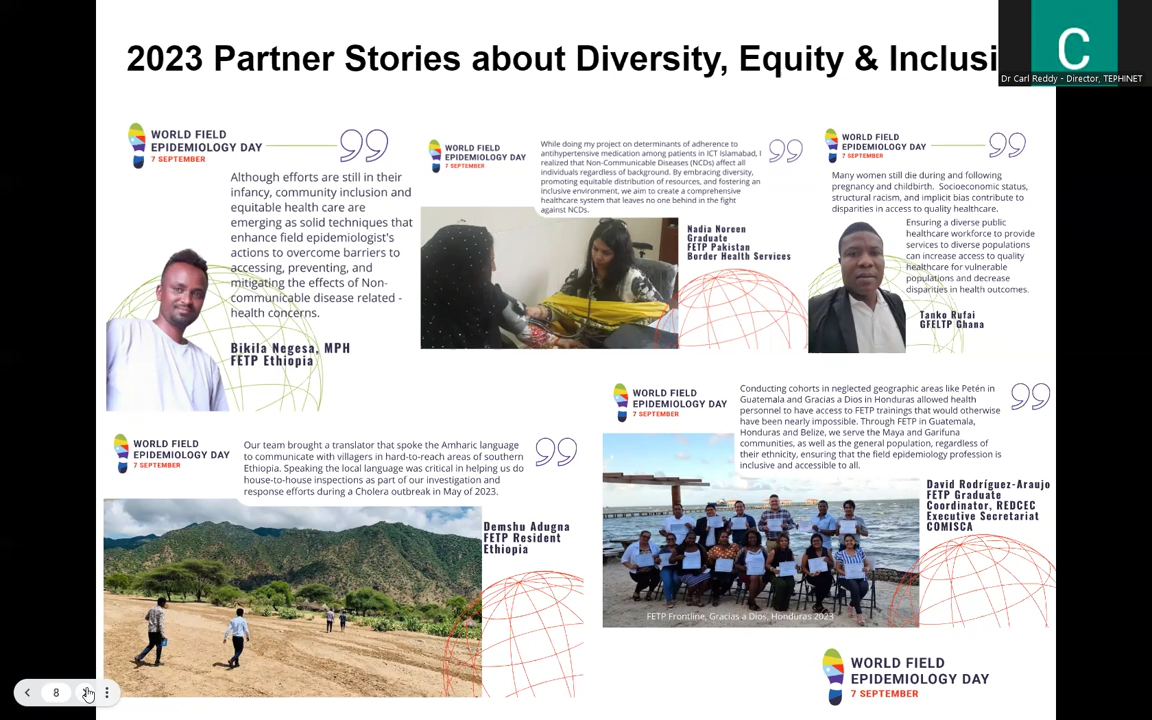 2023 Partner Stories about Diversity, Equity & Inclusi
C
Dr Carl Reddy - Director, TEPHINET
WORLD FIELD
EPIDEMIOLOGY DAY
7 SEPTEMBER
Although efforts are still in their
infancy, community inclusion and
equitable health care are
emerging as solid techniques that
enhance field epidemiologist's
actions to overcome barriers to
accessing, preventing, and
mitigating the effects of Non-
communicable disease related -
health concerns.
Bikila Negesa, MPH
FETP Ethiopia
WORLD FIELD
EPIDEMIOLOGY DAY
7 SEPTEMBER
While doing my project on determinants of adherence to
antihypertensive medication among patients in ICT Islamabad, I
realized that Non-Communicable Diseases (NCDs) affect all
individuals regardless of background. By embracing diversity,
promoting equitable distribution of resources, and fostering an
inclusive environment, we aim to create a comprehensive
healthcare system that leaves no one behind in the fight
against NCDs.
Nadia Noreen
Graduate
FETP Pakistan
Border Health Services
WORLD FIELD
EPIDEMIOLOGY DAY
7 SEPTEMBER
Many women still die during and following
pregnancy and childbirth. Socioeconomic status,
structural racism, and implicit bias contribute to
disparities in access to quality healthcare.
Ensuring a diverse public
healthcare workforce to provide
services to diverse populations
can increase access to quality
healthcare for vulnerable
populations and decrease
disparities in health outcomes.
Tanko Rufai
GFELTP Ghana
WORLD FIELD
EPIDEMIOLOGY DAY
7 SEPTEMBER
Our team brought a translator that spoke the Amharic language
to communicate with villagers in hard-to-reach areas of southern
Ethiopia. Speaking the local language was critical in helping us do
house-to-house inspections as part of our investigation and
response efforts during a Cholera outbreak in May of 2023.
Demshu Adugna
FETP Resident
Ethiopia
WORLD FIELD
EPIDEMIOLOGY DAY
7 SEPTEMBER
Conducting cohorts in neglected geographic areas like Petén in
Guatemala and Gracias a Dios in Honduras allowed health
personnel to have access to FETP trainings that would otherwise
have been nearly impossible. Through FETP in Guatemala,
Honduras and Belize, we serve the Maya and Garifuna
communities, as well as the general population, regardless of
their ethnicity, ensuring that the field epidemiology profession is
inclusive and accessible to all.
David Rodríguez-Araujo
FETP Graduate
Coordinator, REDCEC
Executive Secretariat
COMISCA
FETP Frontline, Gracias a Dios, Honduras 2023
WORLD FIELD
EPIDEMIOLOGY DAY
7 SEPTEMBER
8